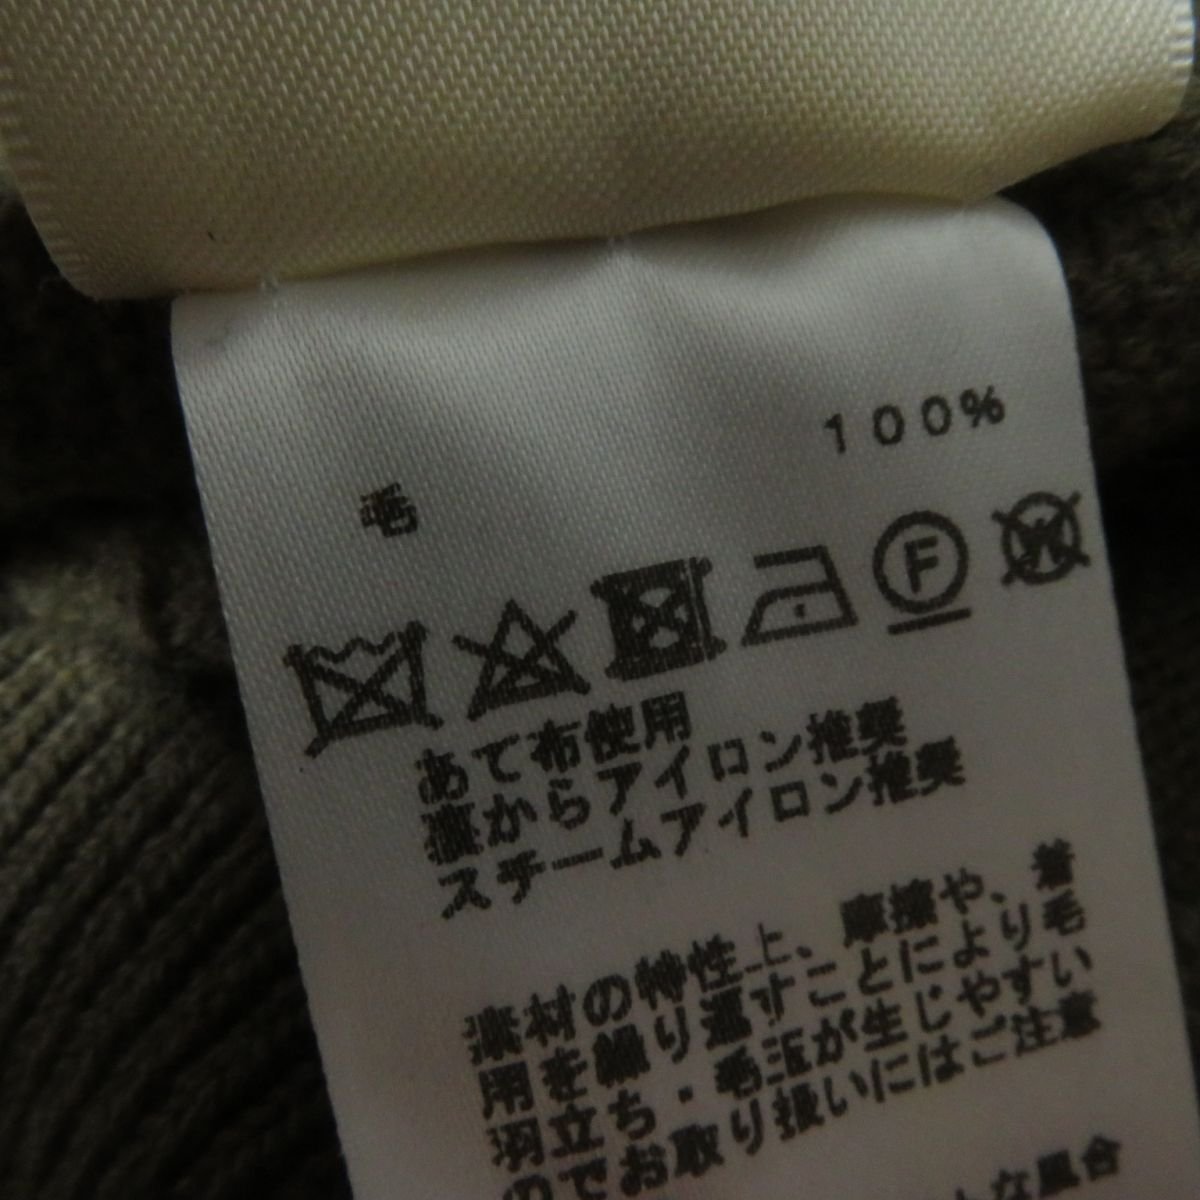 毛 100%
F W
あて布使用
裏からアイロン推奨
スチームアイロン推奨
素材の特性上、摩擦や、着
用を繰り返すことにより毛
羽立ち・毛玉が生じやすい
のでお取り扱いにはご注意
な風合